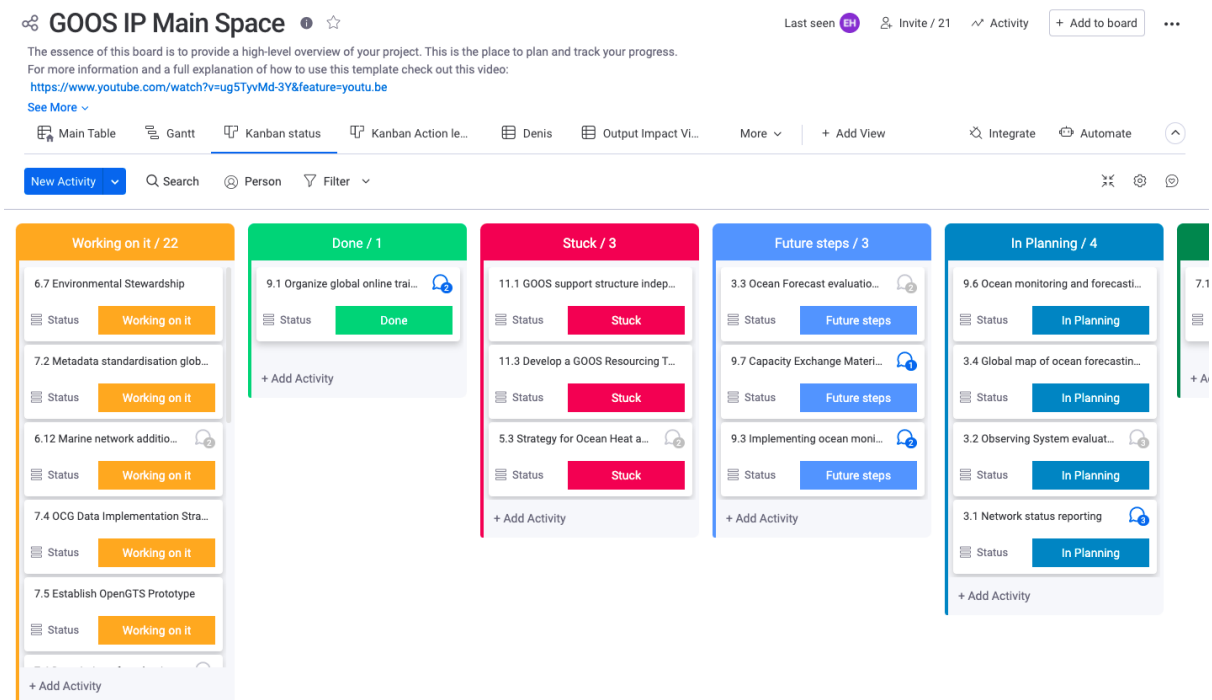 GOOS IP Main Space
Last seen EH Invite / 21 Activity + Add to board
The essence of this board is to provide a high-level overview of your project. This is the place to plan and track your progress.
For more information and a full explanation of how to use this template check out this video:
https://www.youtube.com/watch?v=ug5TyvMd-3Y&feature=youtu.be
See More
Main Table Gantt Kanban status Kanban Action le... Denis Output Impact Vi... More + Add View Integrate Automate
New Activity Search Person Filter
Working on it / 22
6.7 Environmental Stewardship
Status Working on it
7.2 Metadata standardisation glob...
Status Working on it
6.12 Marine network additio... 2
Status Working on it
7.4 OCG Data Implementation Stra...
Status Working on it
7.5 Establish OpenGTS Prototype
Status Working on it
+ Add Activity
Done / 1
9.1 Organize global online trai... 2
Status Done
+ Add Activity
Stuck / 3
11.1 GOOS support structure indep...
Status Stuck
11.3 Develop a GOOS Resourcing T...
Status Stuck
5.3 Strategy for Ocean Heat a... 2
Status Stuck
+ Add Activity
Future steps / 3
3.3 Ocean Forecast evaluatio... 2
Status Future steps
9.7 Capacity Exchange Materi... 1
Status Future steps
9.3 Implementing ocean moni... 2
Status Future steps
+ Add Activity
In Planning / 4
9.6 Ocean monitoring and forecasti...
Status In Planning
3.4 Global map of ocean forecastin...
Status In Planning
3.2 Observing System evaluat... 3
Status In Planning
3.1 Network status reporting 3
Status In Planning
+ Add Activity
7.1
+ A